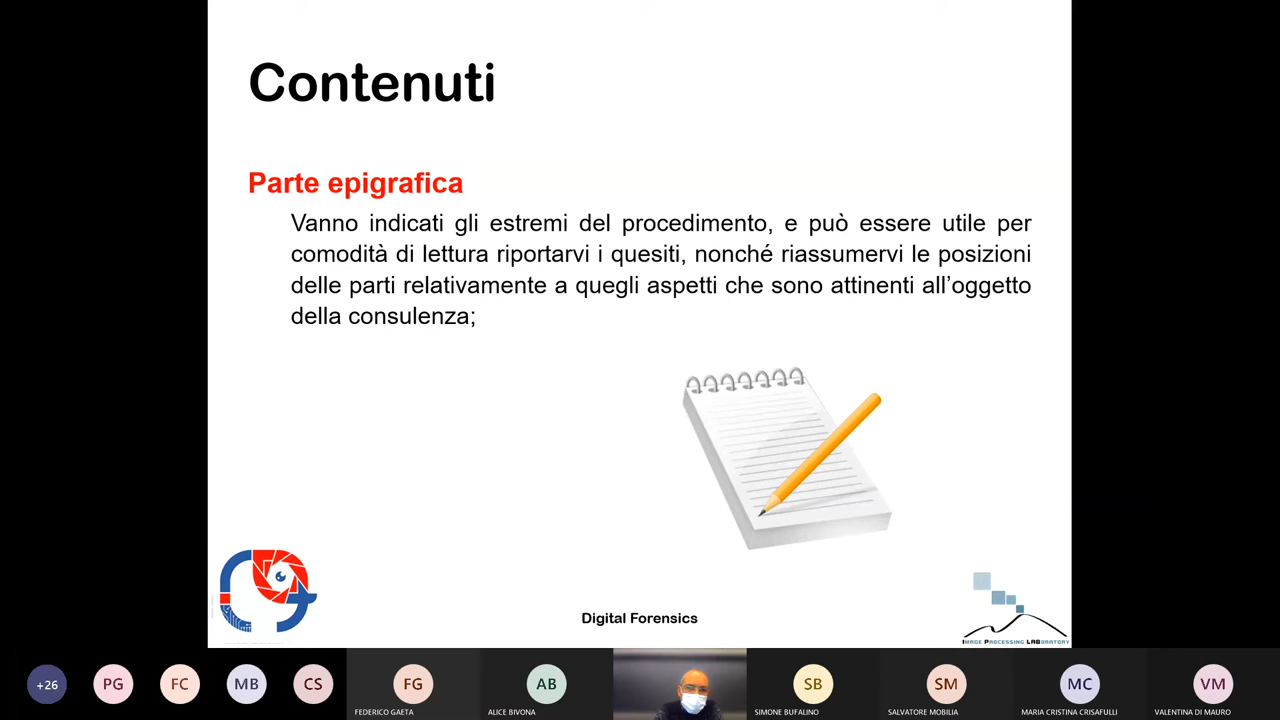 Contenuti
Parte epigrafica
Vanno indicati gli estremi del procedimento, e può essere utile per
comodità di lettura riportarvi i quesiti, nonché riassumervi le posizioni
delle parti relativamente a quegli aspetti che sono attinenti all’oggetto
della consulenza;
Digital Forensics
IMAGE PROCESSING LABORATORY
+26
PG
FC
MB
CS
FG
AB
SB
SM
MC
VM
FEDERICO GAETA
ALICE BIVONA
SIMONE BUFALINO
SALVATORE MOBILIA
MARIA CRISTINA CRISAFULLI
VALENTINA DI MAURO